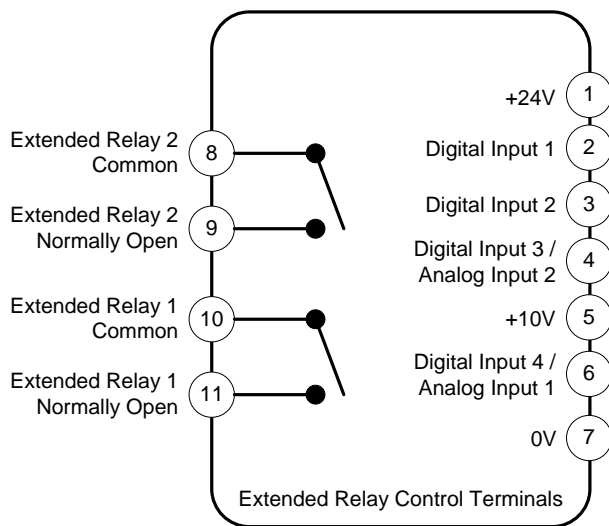 Extended Relay 2
Common
8
Extended Relay 2
Normally Open
9
Extended Relay 1
Common
10
Extended Relay 1
Normally Open
11
+24V
1
Digital Input 1
2
Digital Input 2
3
Digital Input 3 /
Analog Input 2
4
+10V
5
Digital Input 4 /
Analog Input 1
6
0V
7
Extended Relay Control Terminals